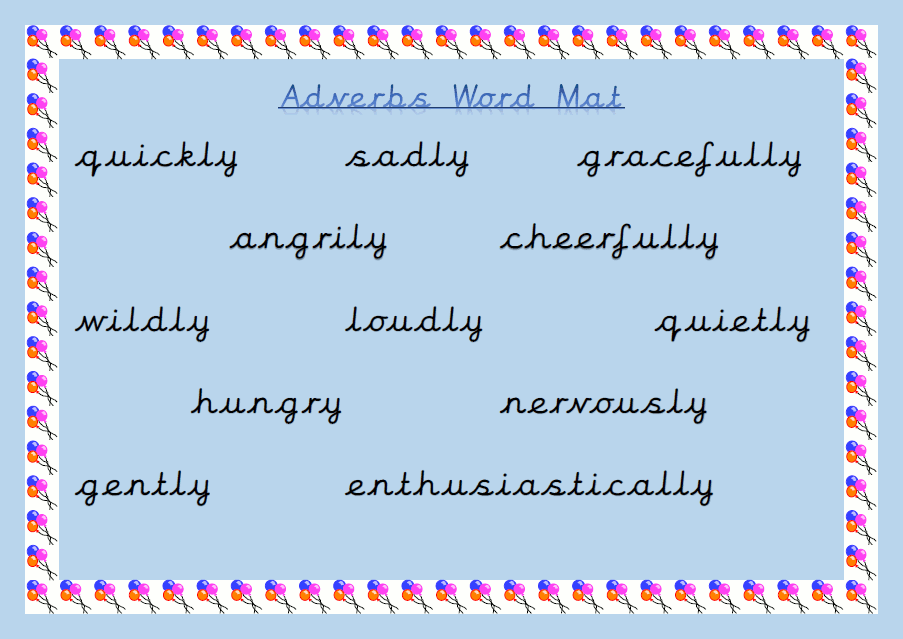 Adverbs Word Mat
quickly sadly gracefully
angrily cheerfully
wildly loudly quietly
hungry nervously
gently enthusiastically